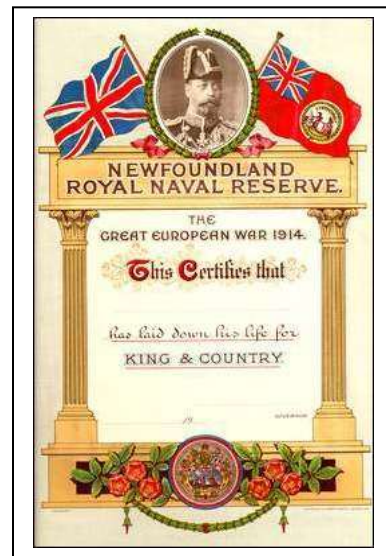 NEWFOUNDLAND
ROYAL NAVAL RESERVE.
THE
GREAT EUROPEAN WAR 1914.
This Certifies that
has laid down his life for
KING & COUNTRY.
19
GOVERNOR